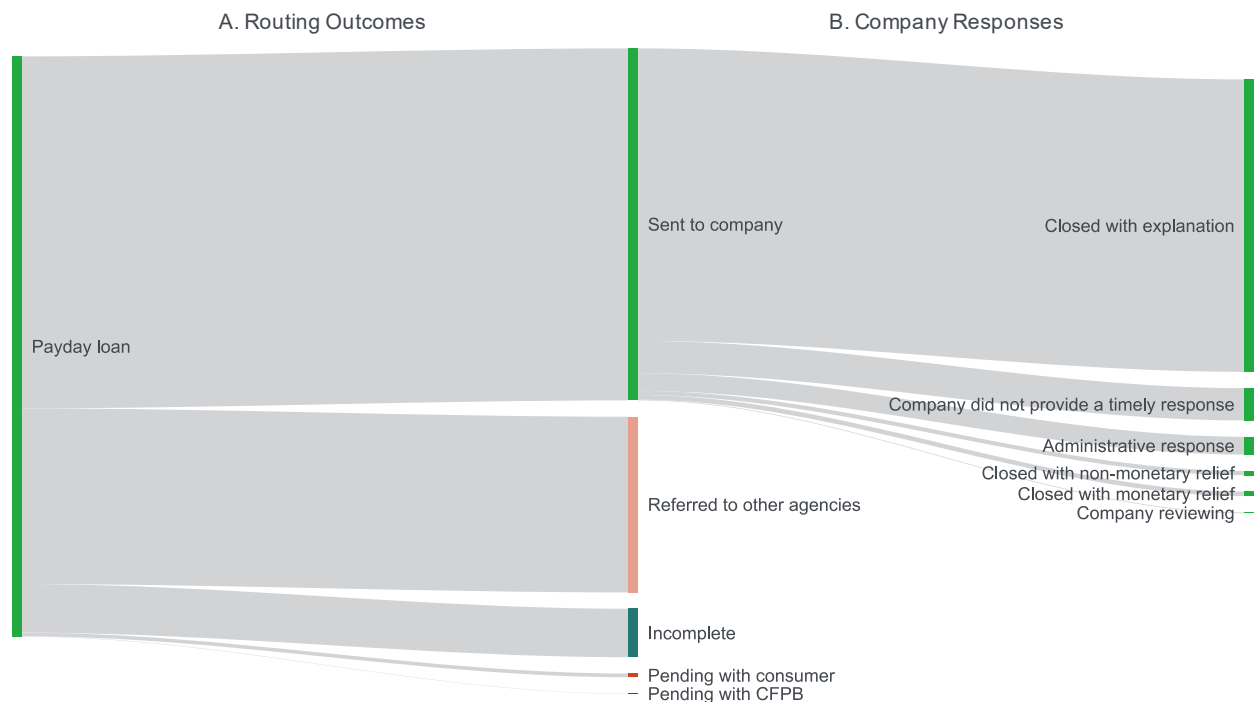 A. Routing Outcomes
B. Company Responses
Payday loan
Sent to company
Referred to other agencies
Incomplete
Pending with consumer
Pending with CFPB
Closed with explanation
Company did not provide a timely response
Administrative response
Closed with non-monetary relief
Closed with monetary relief
Company reviewing